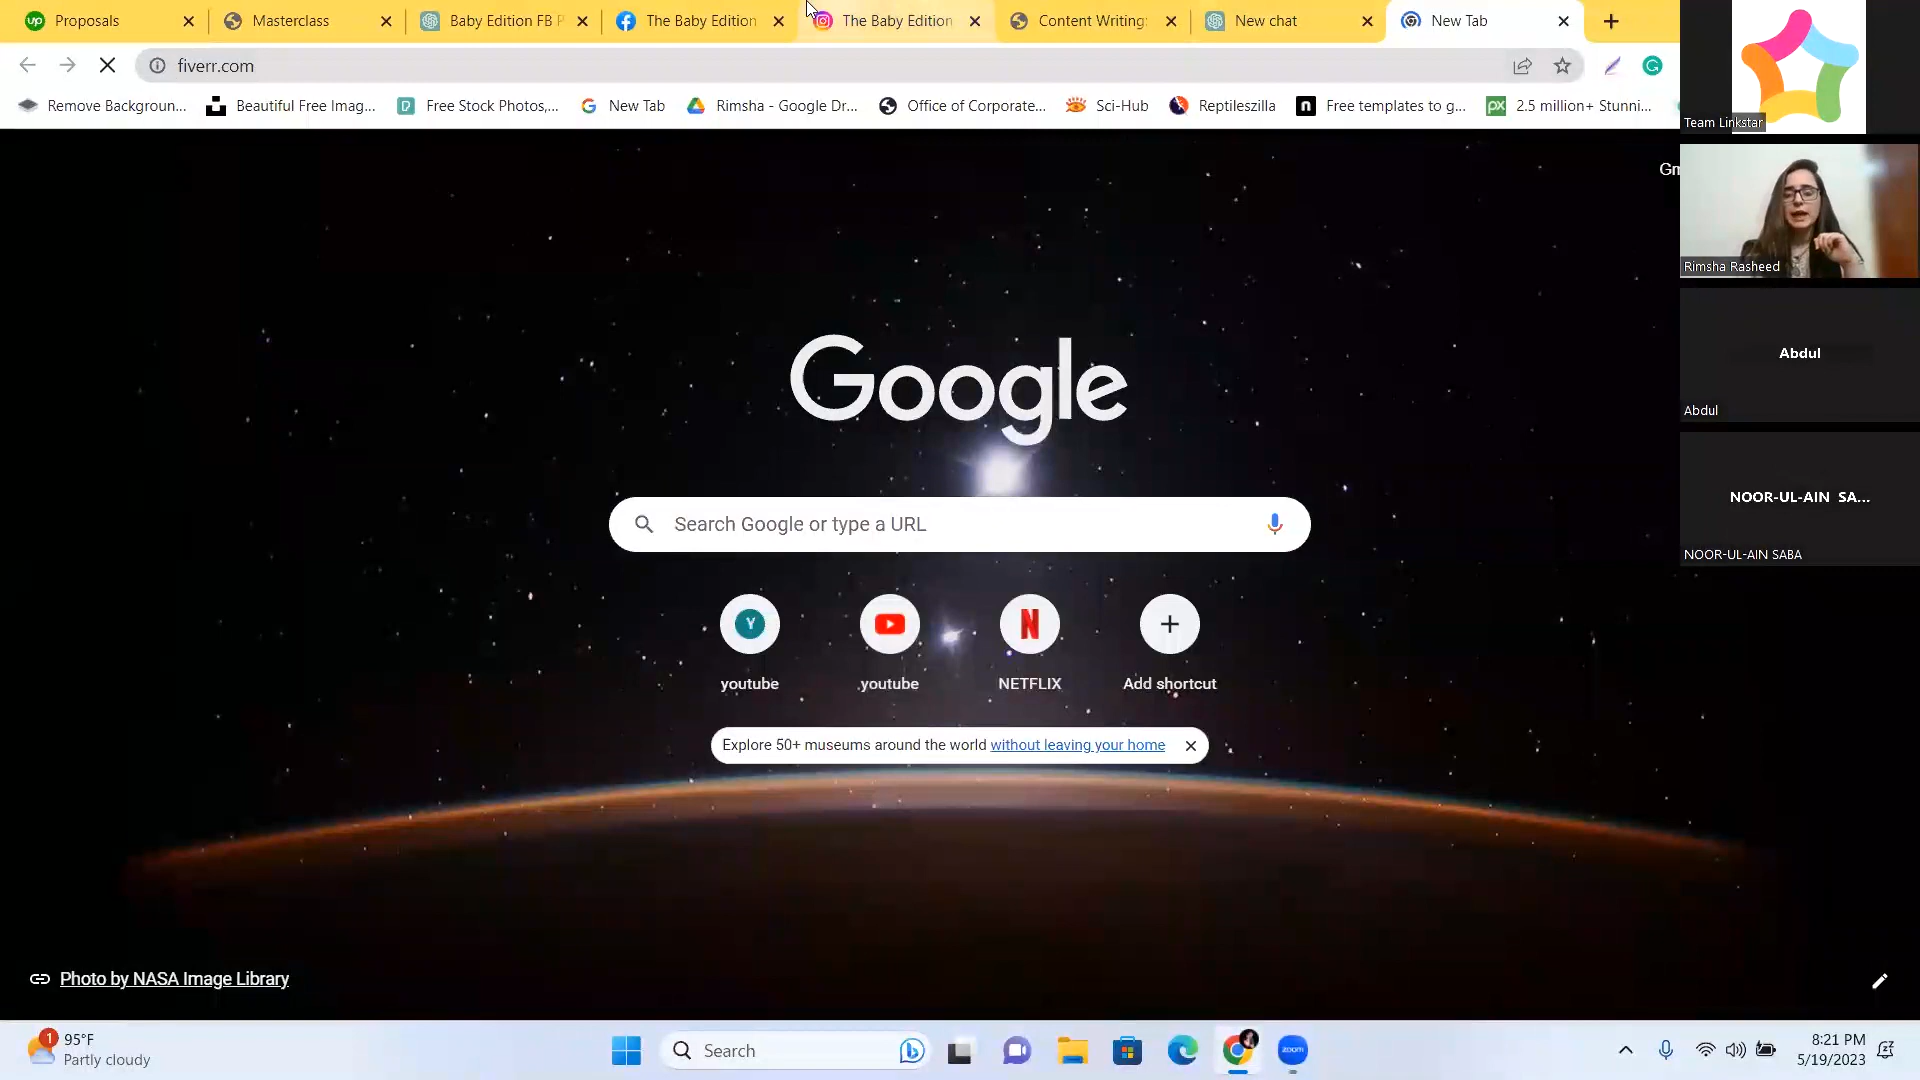 up Proposals
Masterclass
Baby Edition FB P
The Baby Edition
The Baby Edition
Content Writing
New chat
New Tab
fiverr.com
Remove Backgroun...
Beautiful Free Imag...
Free Stock Photos,...
New Tab
Rimsha - Google Dr...
Office of Corporate...
Sci-Hub
Reptileszilla
n Free templates to g...
px 2.5 million+ Stunni...
Team Linkstar
Gm
Rimsha Rasheed
Google
Abdul
Abdul
Search Google or type a URL
NOOR-UL-AIN SA...
NOOR-UL-AIN SABA
Y
N
youtube
youtube
NETFLIX
Add shortcut
Explore 50+ museums around the world without leaving your home
Photo by NASA Image Library
1
95°F
Partly cloudy
Search
zoom
8:21 PM
5/19/2023